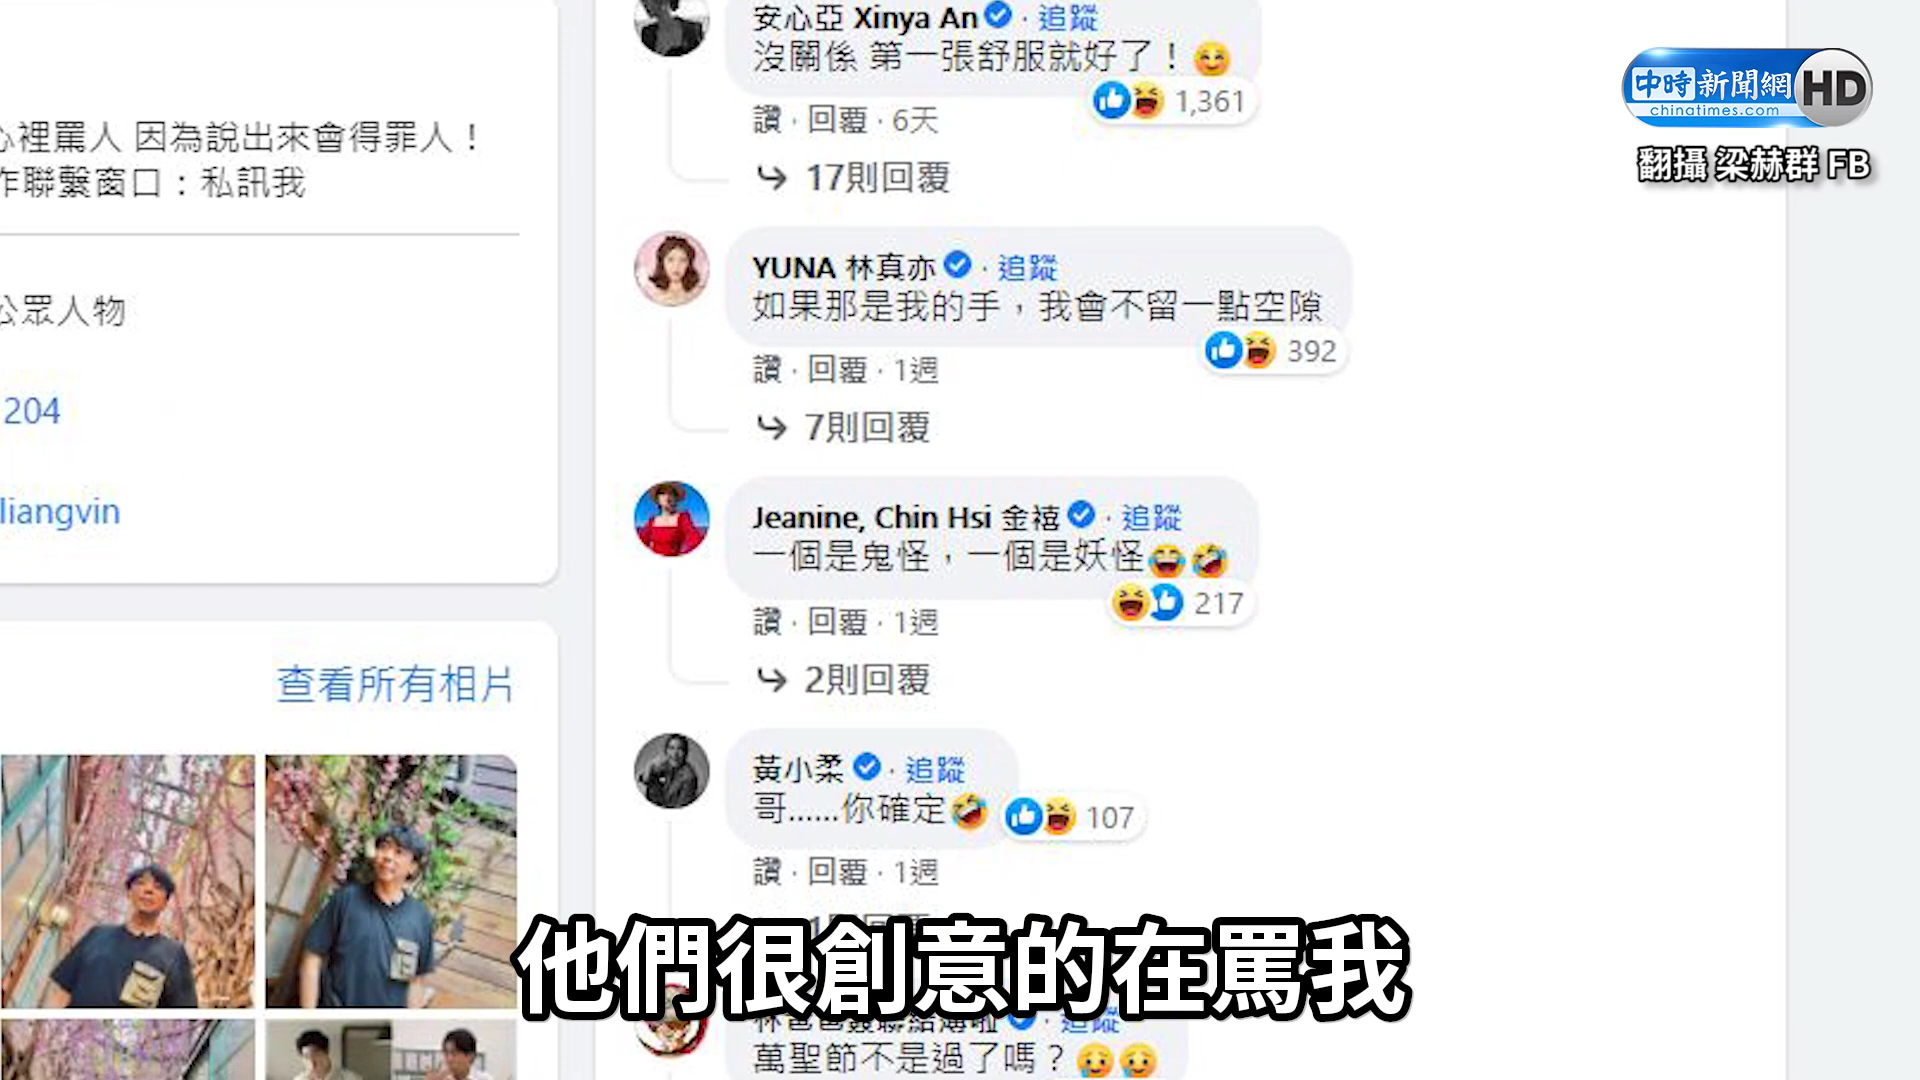 心裡罵人 因為說出來會得罪人！
作聯繫窗口：私訊我
公眾人物
204
liangvin
查看所有相片
安心亞 Xinya An · 追蹤
沒關係 第一張舒服就好了！
1,361
讚 · 回覆 · 6天
17則回覆
YUNA 林真亦 · 追蹤
如果那是我的手，我會不留一點空隙
392
讚 · 回覆 · 1週
7則回覆
Jeanine, Chin Hsi 金禧 · 追蹤
一個是鬼怪，一個是妖怪
217
讚 · 回覆 · 1週
2則回覆
黃小柔 · 追蹤
哥......你確定
107
讚 · 回覆 · 1週
追蹤
萬聖節不是過了嗎？
他們很創意的在罵我
中時新聞網 HD
chinatimes.com
翻攝 梁赫群 FB